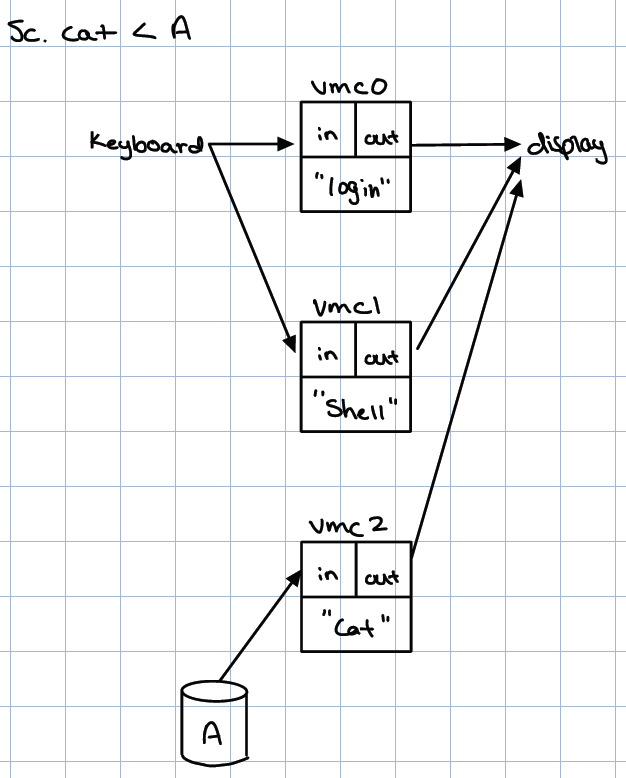 5c. cat < A
vmc0
Keyboard
in
out
display
"login"
vmc1
in
out
"Shell"
vmc2
in
out
"Cat"
A